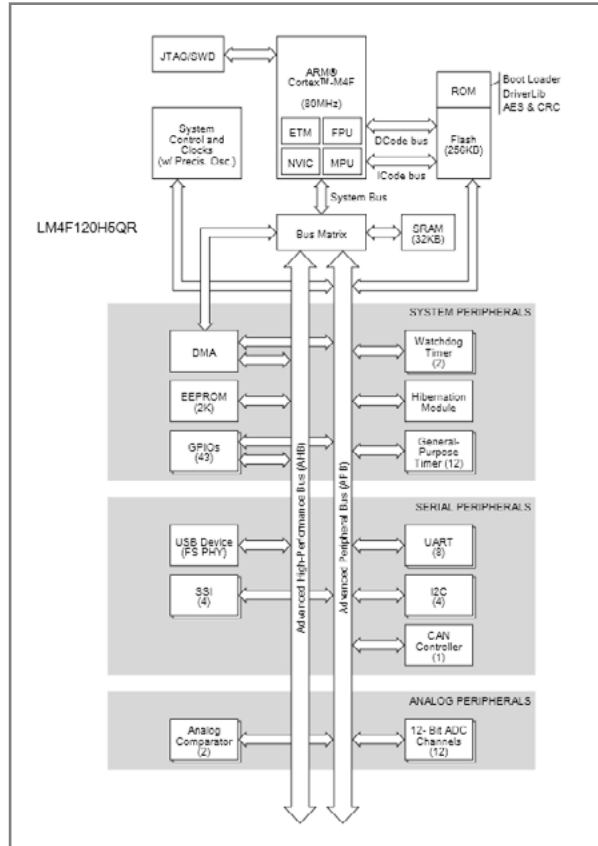 JTAG/SWD
ARM®
Cortex™-M4F
(80MHz)
ETM
FPU
NVIC
MPU
ROM
Boot Loader
DriverLib
AES & CRC
Flash
(256KB)
DCode bus
ICode bus
System
Control and
Clocks
(w/ Precis. Osc.)
System Bus
LM4F120H5QR
Bus Matrix
SRAM
(32KB)
SYSTEM PERIPHERALS
DMA
Watchdog
Timer
(2)
EEPROM
(2K)
Hibernation
Module
GPIOs
(43)
General-
Purpose
Timer (12)
Advanced High-Performance Bus (AHB)
Advanced Peripheral Bus (APB)
SERIAL PERIPHERALS
USB Device
(FS PHY)
UART
(8)
SSI
(4)
I2C
(4)
CAN
Controller
(1)
ANALOG PERIPHERALS
Analog
Comparator
(2)
12- Bit ADC
Channels
(12)